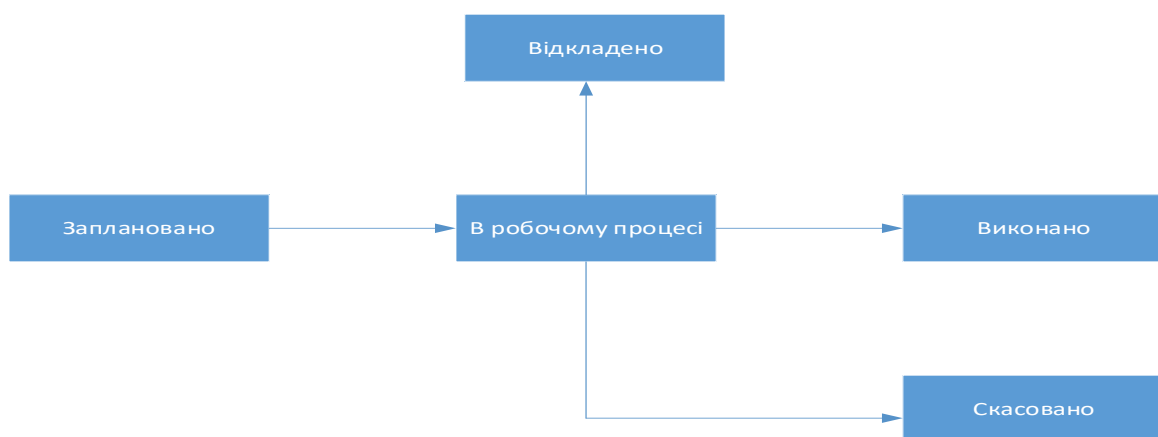 Відкладено
Заплановано
В робочому процесі
Виконано
Скасовано